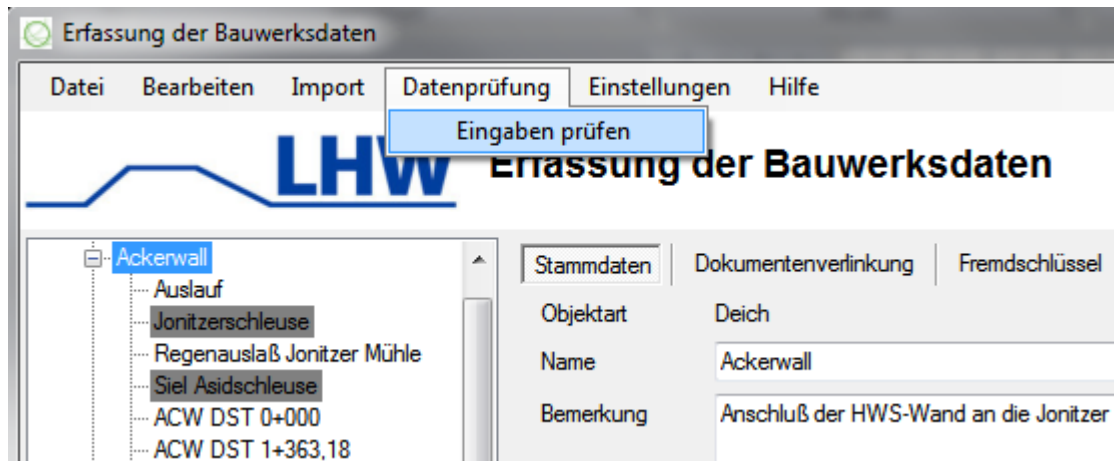 Erfassung der Bauwerksdaten
Datei Bearbeiten Import Datenprüfung Einstellungen Hilfe
Eingaben prüfen
LHW Erfassung der Bauwerksdaten
Ackerwall
Auslauf
Jonitzerschleuse
Regenauslaß Jonitzer Mühle
Siel Asidschleuse
ACW DST 0+000
ACW DST 1+363,18
Stammdaten Dokumentenverlinkung Fremdschlüssel
Objektart Deich
Name Ackerwall
Bemerkung Anschluß der HWS-Wand an die Jonitzer